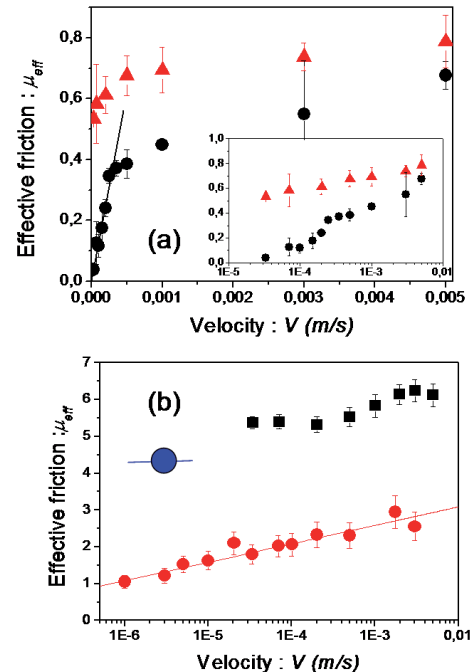 0,8
0,6
0,4
0,2
0,0
Effective friction : μeff
(a)
1,0
0,8
0,6
0,4
0,2
0,0
1E-5 1E-4 1E-3 0,01
0,000 0,001 0,002 0,003 0,004 0,005
Velocity : V (m/s)
7
6
5
4
3
2
1
0
Effective friction :μeff
(b)
1E-6 1E-5 1E-4 1E-3 0,01
Velocity : V (m/s)